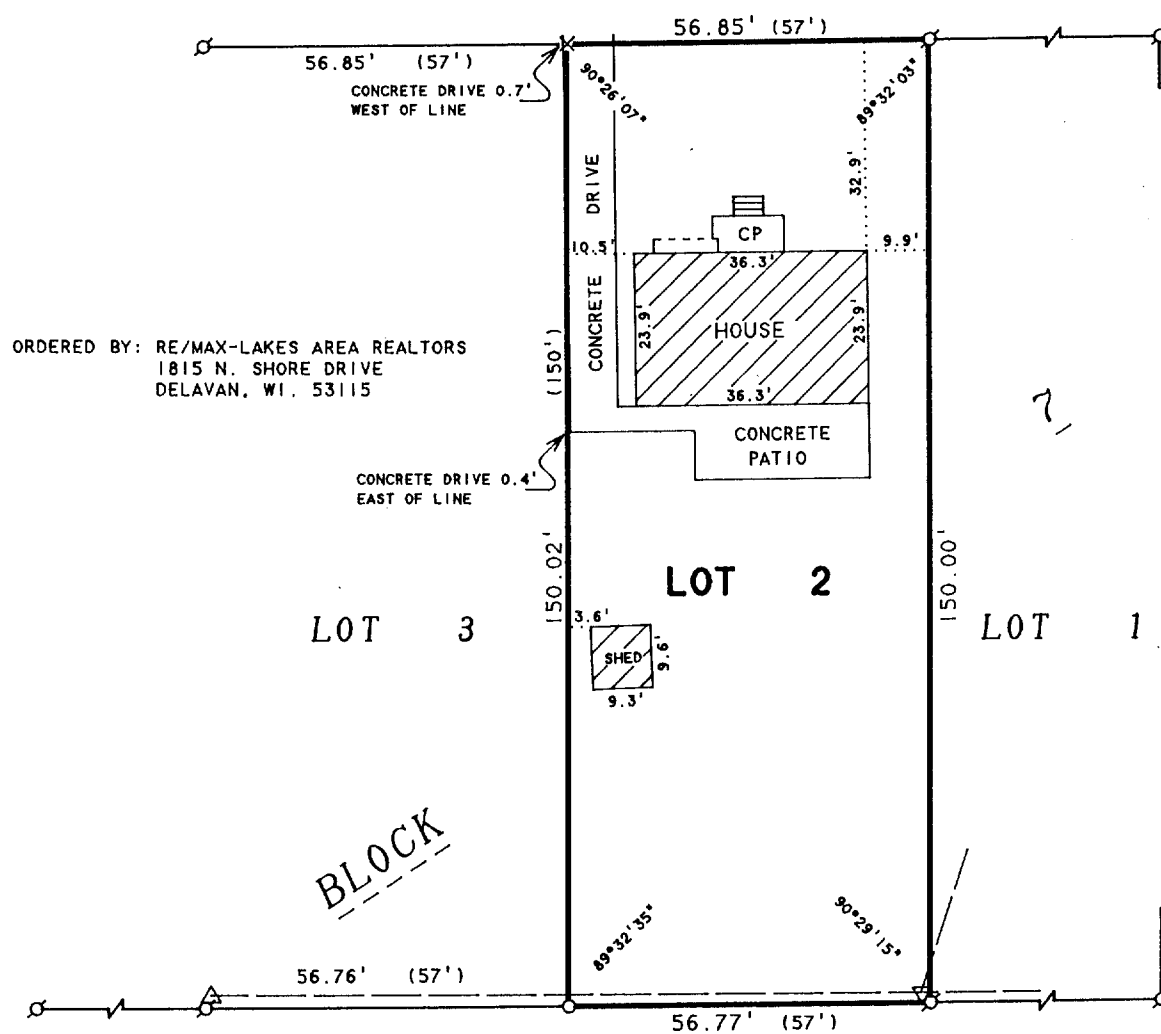 56.85' (57')
56.85' (57')
CONCRETE DRIVE 0.7'
WEST OF LINE
90°26'07"
89°32'03"
32.9'
CONCRETE DRIVE
CP
10.5'
9.9'
36.3'
23.9'
HOUSE
23.9'
36.3'
ORDERED BY: RE/MAX-LAKES AREA REALTORS
1815 N. SHORE DRIVE
DELAVAN, WI. 53115
(150')
7
CONCRETE
PATIO
CONCRETE DRIVE 0.4'
EAST OF LINE
150.02'
150.00'
LOT 2
LOT 3
LOT 1
3.6'
SHED
9.6'
9.3'
BLOCK
89°32'35"
90°29'15"
56.76' (57')
56.77' (57')